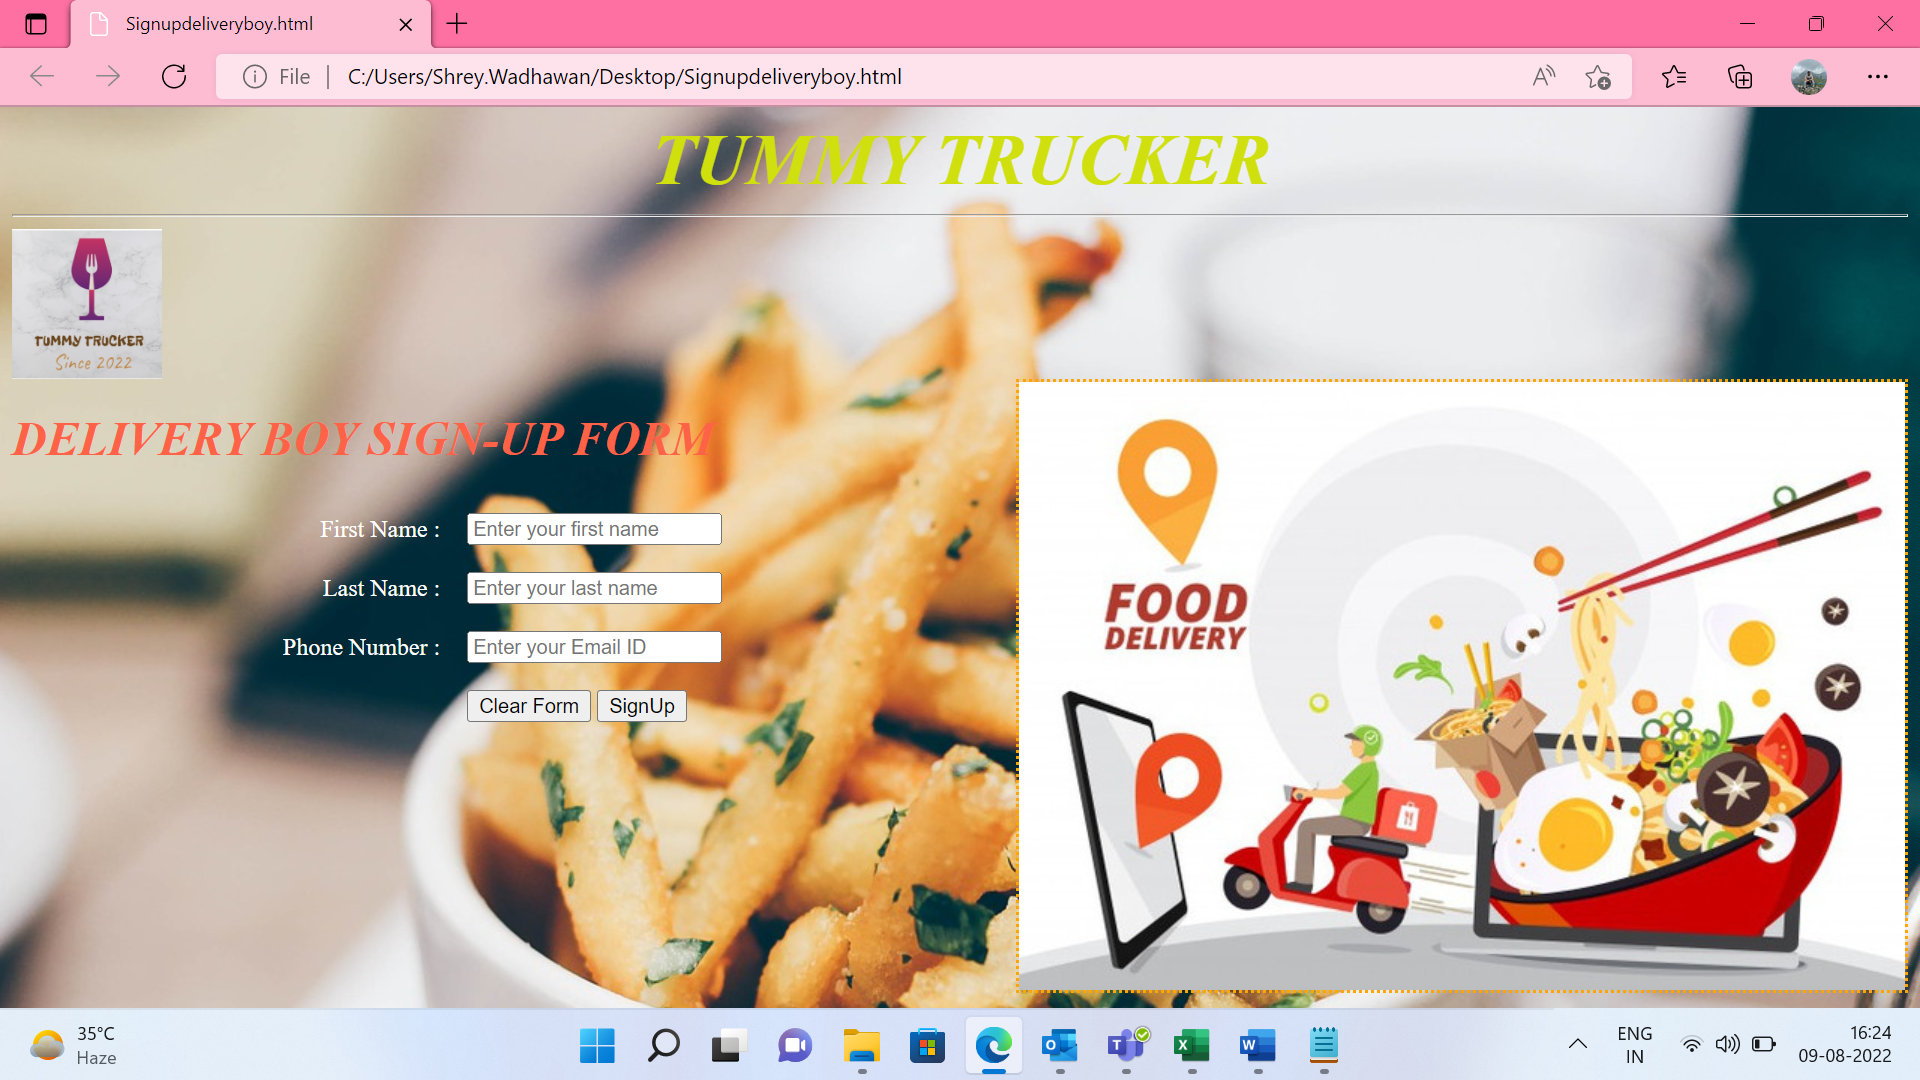 Signupdeliveryboy.html
File
C:/Users/Shrey.Wadhawan/Desktop/Signupdeliveryboy.html
TUMMY TRUCKER
TUMMY TRUCKER
Since 2022
DELIVERY BOY SIGN-UP FORM
First Name : Enter your first name
Last Name : Enter your last name
Phone Number : Enter your Email ID
Clear Form SignUp
FOOD
DELIVERY
35°C
Haze
ENG
IN
16:24
09-08-2022